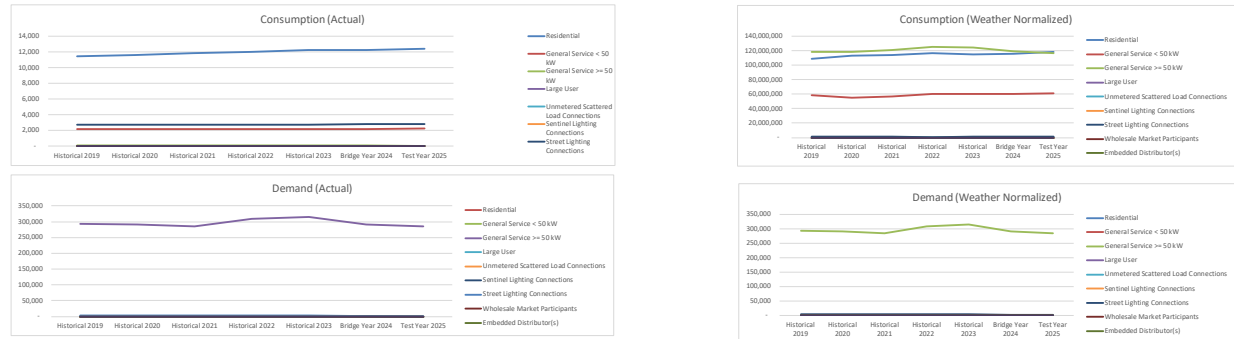 Consumption (Actual)
14,000
12,000
10,000
8,000
6,000
4,000
2,000
-
Historical 2019 Historical 2020 Historical 2021 Historical 2022 Historical 2023 Bridge Year 2024 Test Year 2025
Residential
General Service < 50
kW
General Service >= 50
kW
Large User
Unmetered Scattered
Load Connections
Sentinel Lighting
Connections
Street Lighting
Connections
Consumption (Weather Normalized)
140,000,000
120,000,000
100,000,000
80,000,000
60,000,000
40,000,000
20,000,000
-
Historical Historical Historical Historical Historical Bridge Year Test Year
2019 2020 2021 2022 2023 2024 2025
Residential
General Service < 50 kW
General Service >= 50 kW
Large User
Unmetered Scattered Load Connections
Sentinel Lighting Connections
Street Lighting Connections
Wholesale Market Participants
Embedded Distributor(s)
Demand (Actual)
350,000
300,000
250,000
200,000
150,000
100,000
50,000
-
Historical 2019 Historical 2020 Historical 2021 Historical 2022 Historical 2023 Bridge Year 2024 Test Year 2025
Residential
General Service < 50 kW
General Service >= 50 kW
Large User
Unmetered Scattered Load Connections
Sentinel Lighting Connections
Street Lighting Connections
Wholesale Market Participants
Embedded Distributor(s)
Demand (Weather Normalized)
350,000
300,000
250,000
200,000
150,000
100,000
50,000
-
Historical Historical Historical Historical Historical Bridge Year Test Year
2019 2020 2021 2022 2023 2024 2025
Residential
General Service < 50 kW
General Service >= 50 kW
Large User
Unmetered Scattered Load Connections
Sentinel Lighting Connections
Street Lighting Connections
Wholesale Market Participants
Embedded Distributor(s)